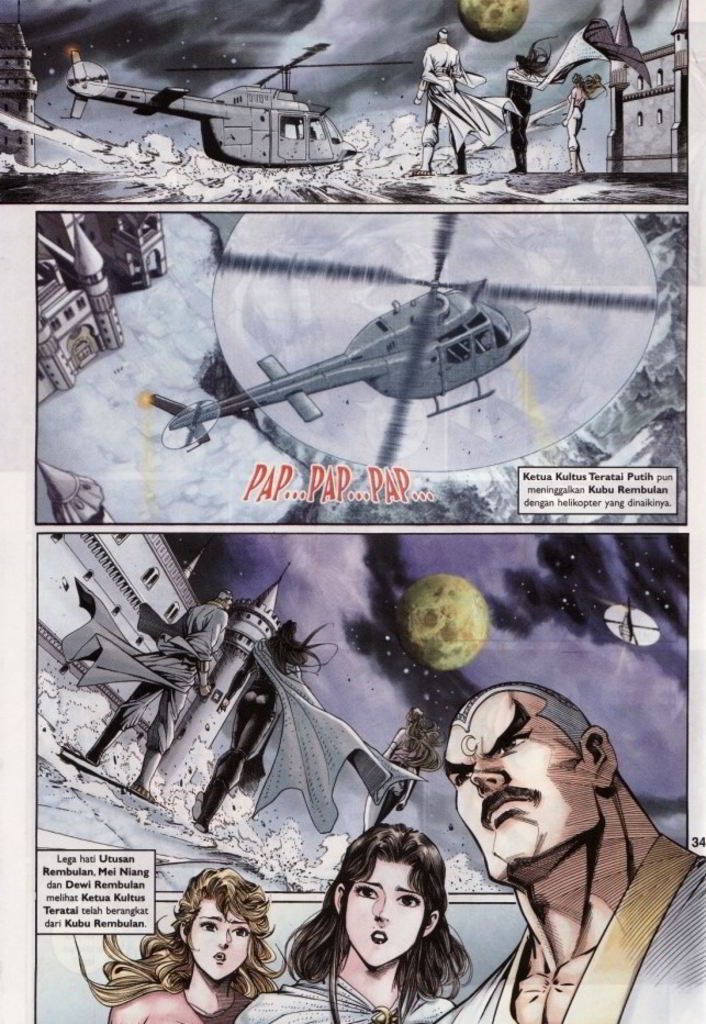 PAP...PAP...PAP...
Ketua Kultus Teratai Putih pun
meninggalkan Kubu Rembulan
dengan helikopter yang dinaikinya.
34
Lega hati Utusan
Rembulan, Mei Niang
dan Dewi Rembulan
melihat Ketua Kultus
Teratai telah berangkat
dari Kubu Rembulan.